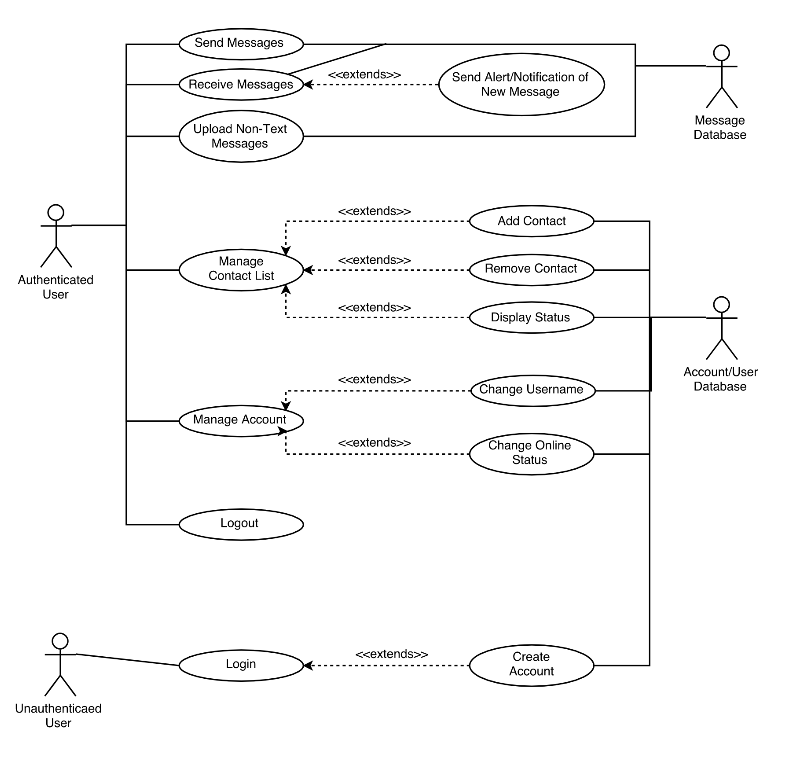 Send Messages
Receive Messages
<<extends>>
Send Alert/Notification of
New Message
Upload Non-Text
Messages
Message
Database
Authenticated
User
<<extends>>
Add Contact
Manage
Contact List
<<extends>>
Remove Contact
<<extends>>
Display Status
Account/User
Database
<<extends>>
Change Username
Manage Account
<<extends>>
Change Online
Status
Logout
Unauthenticaed
User
Login
<<extends>>
Create
Account